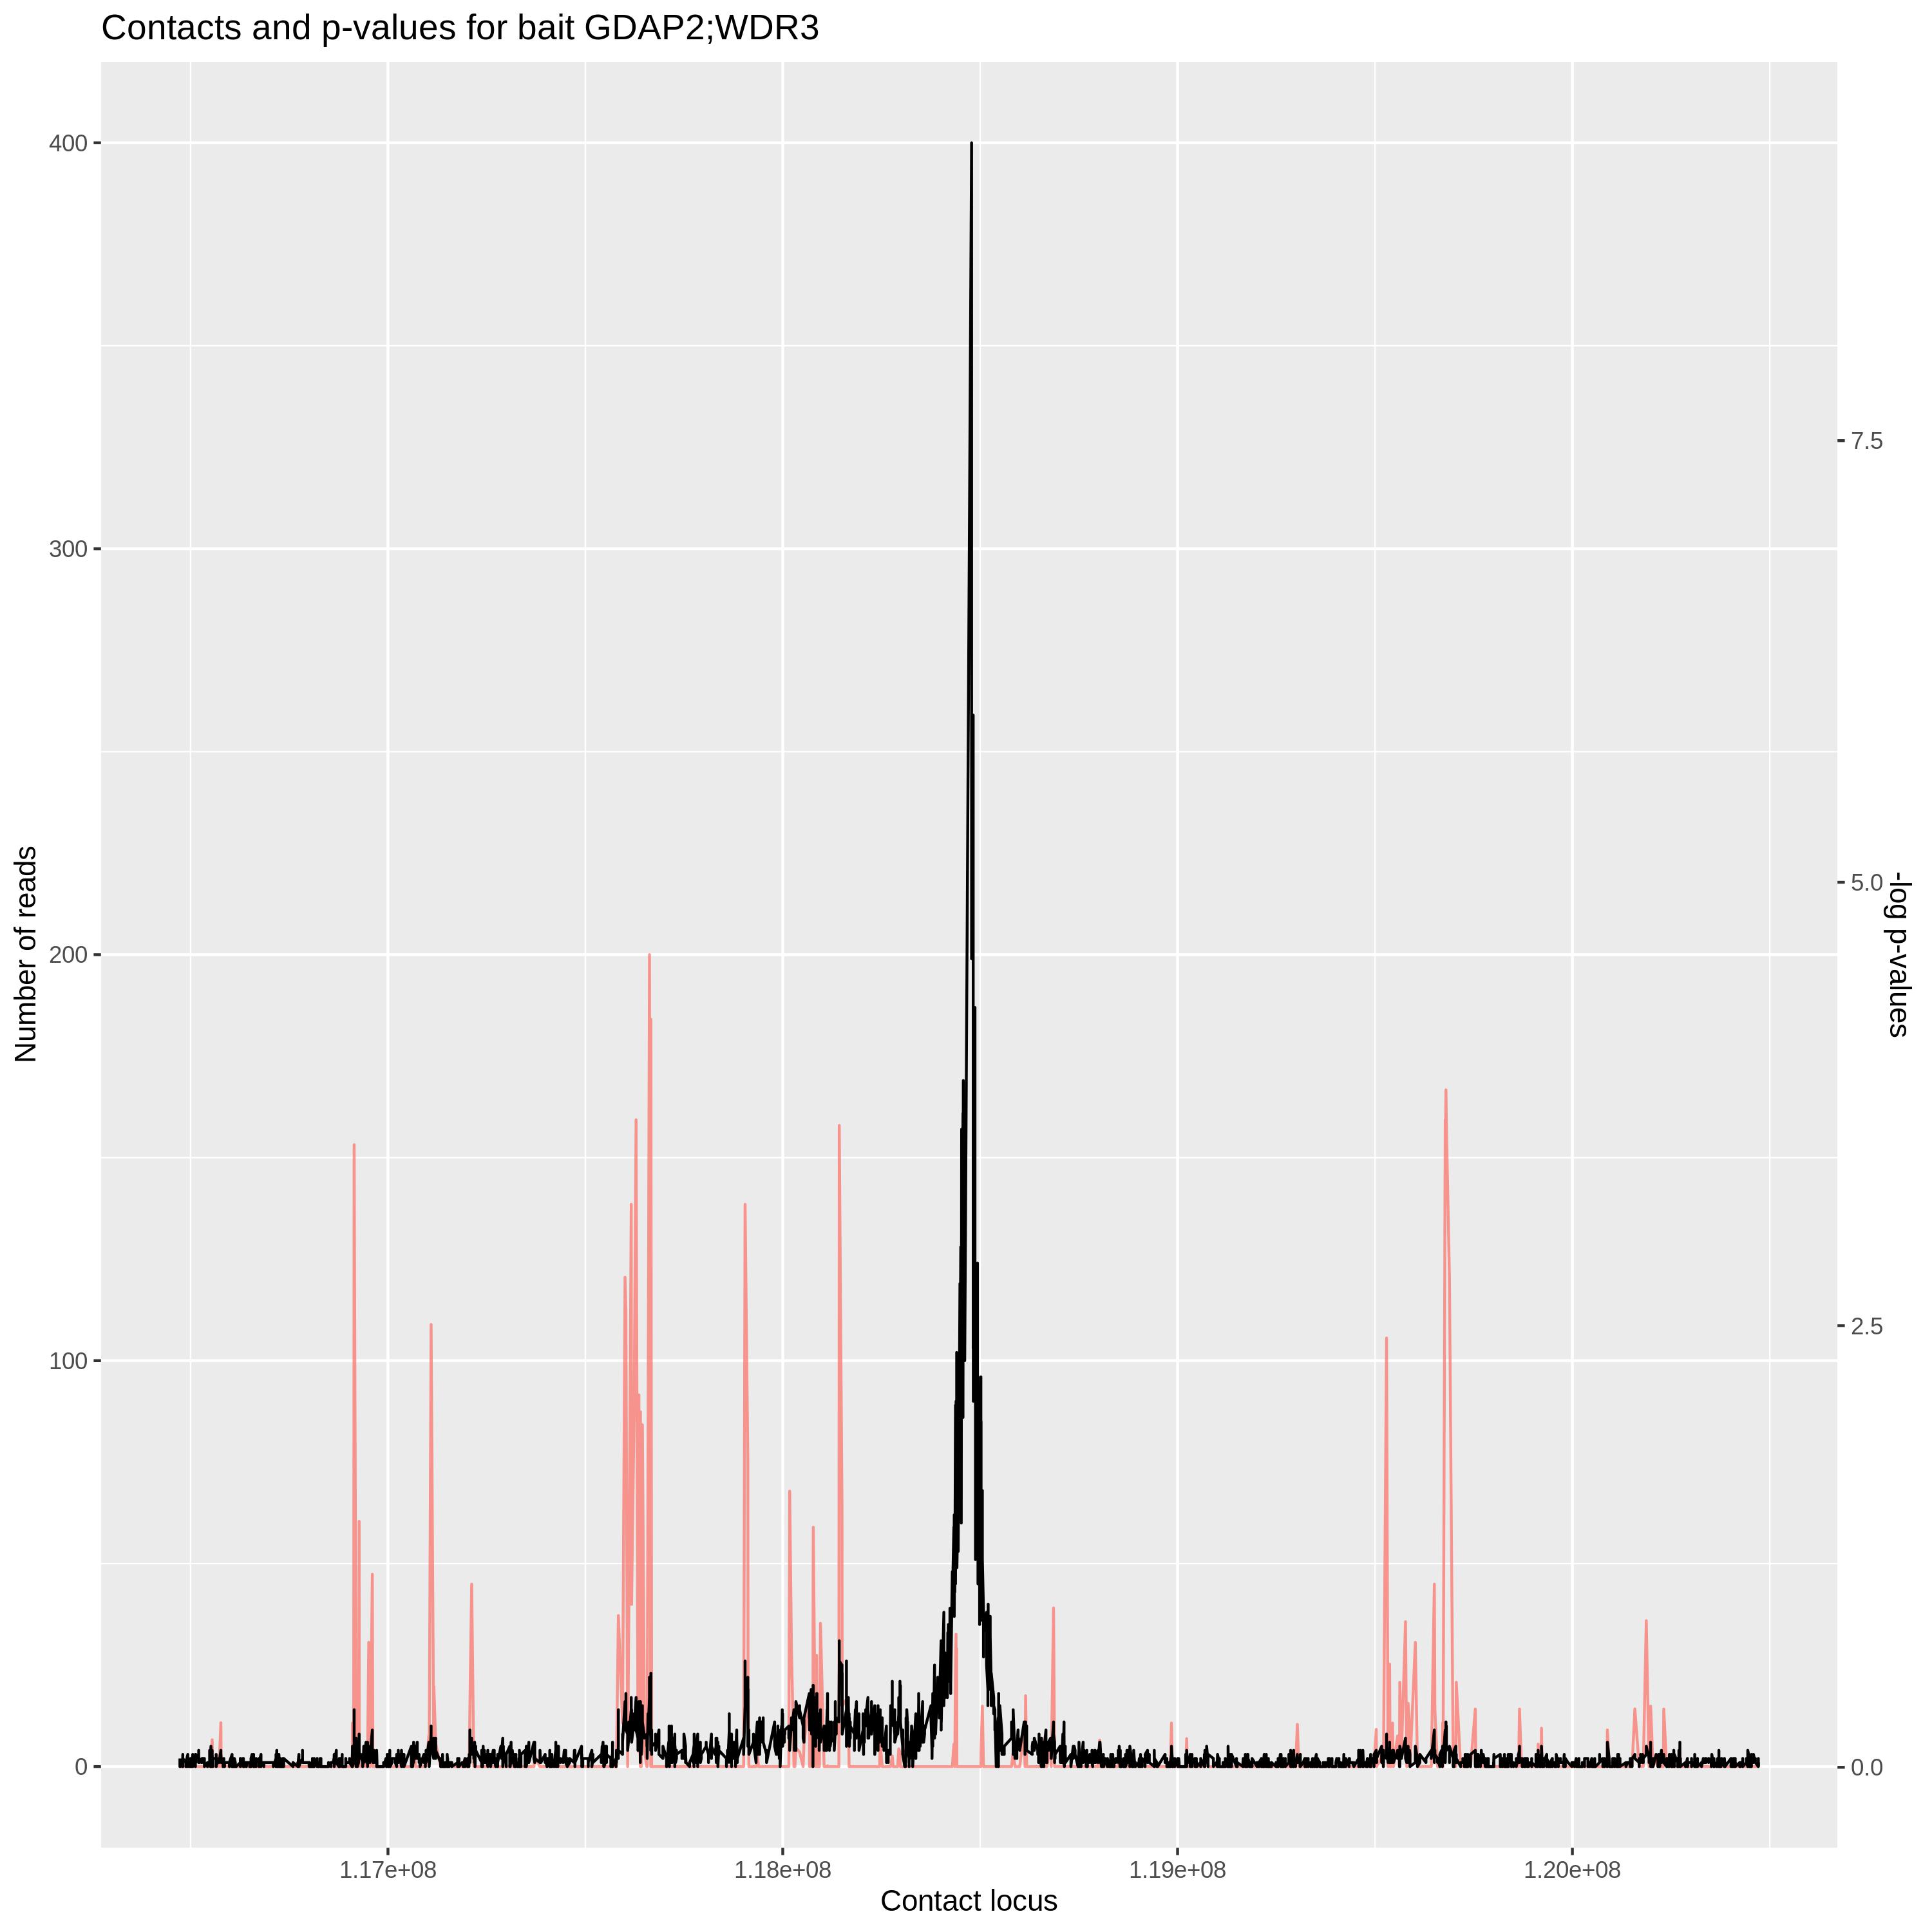 Contacts and p-values for bait GDAP2;WDR3
400
300
200
100
0
Number of reads
7.5
5.0
2.5
0.0
-log p-values
1.17e+08
1.18e+08
1.19e+08
1.20e+08
Contact locus